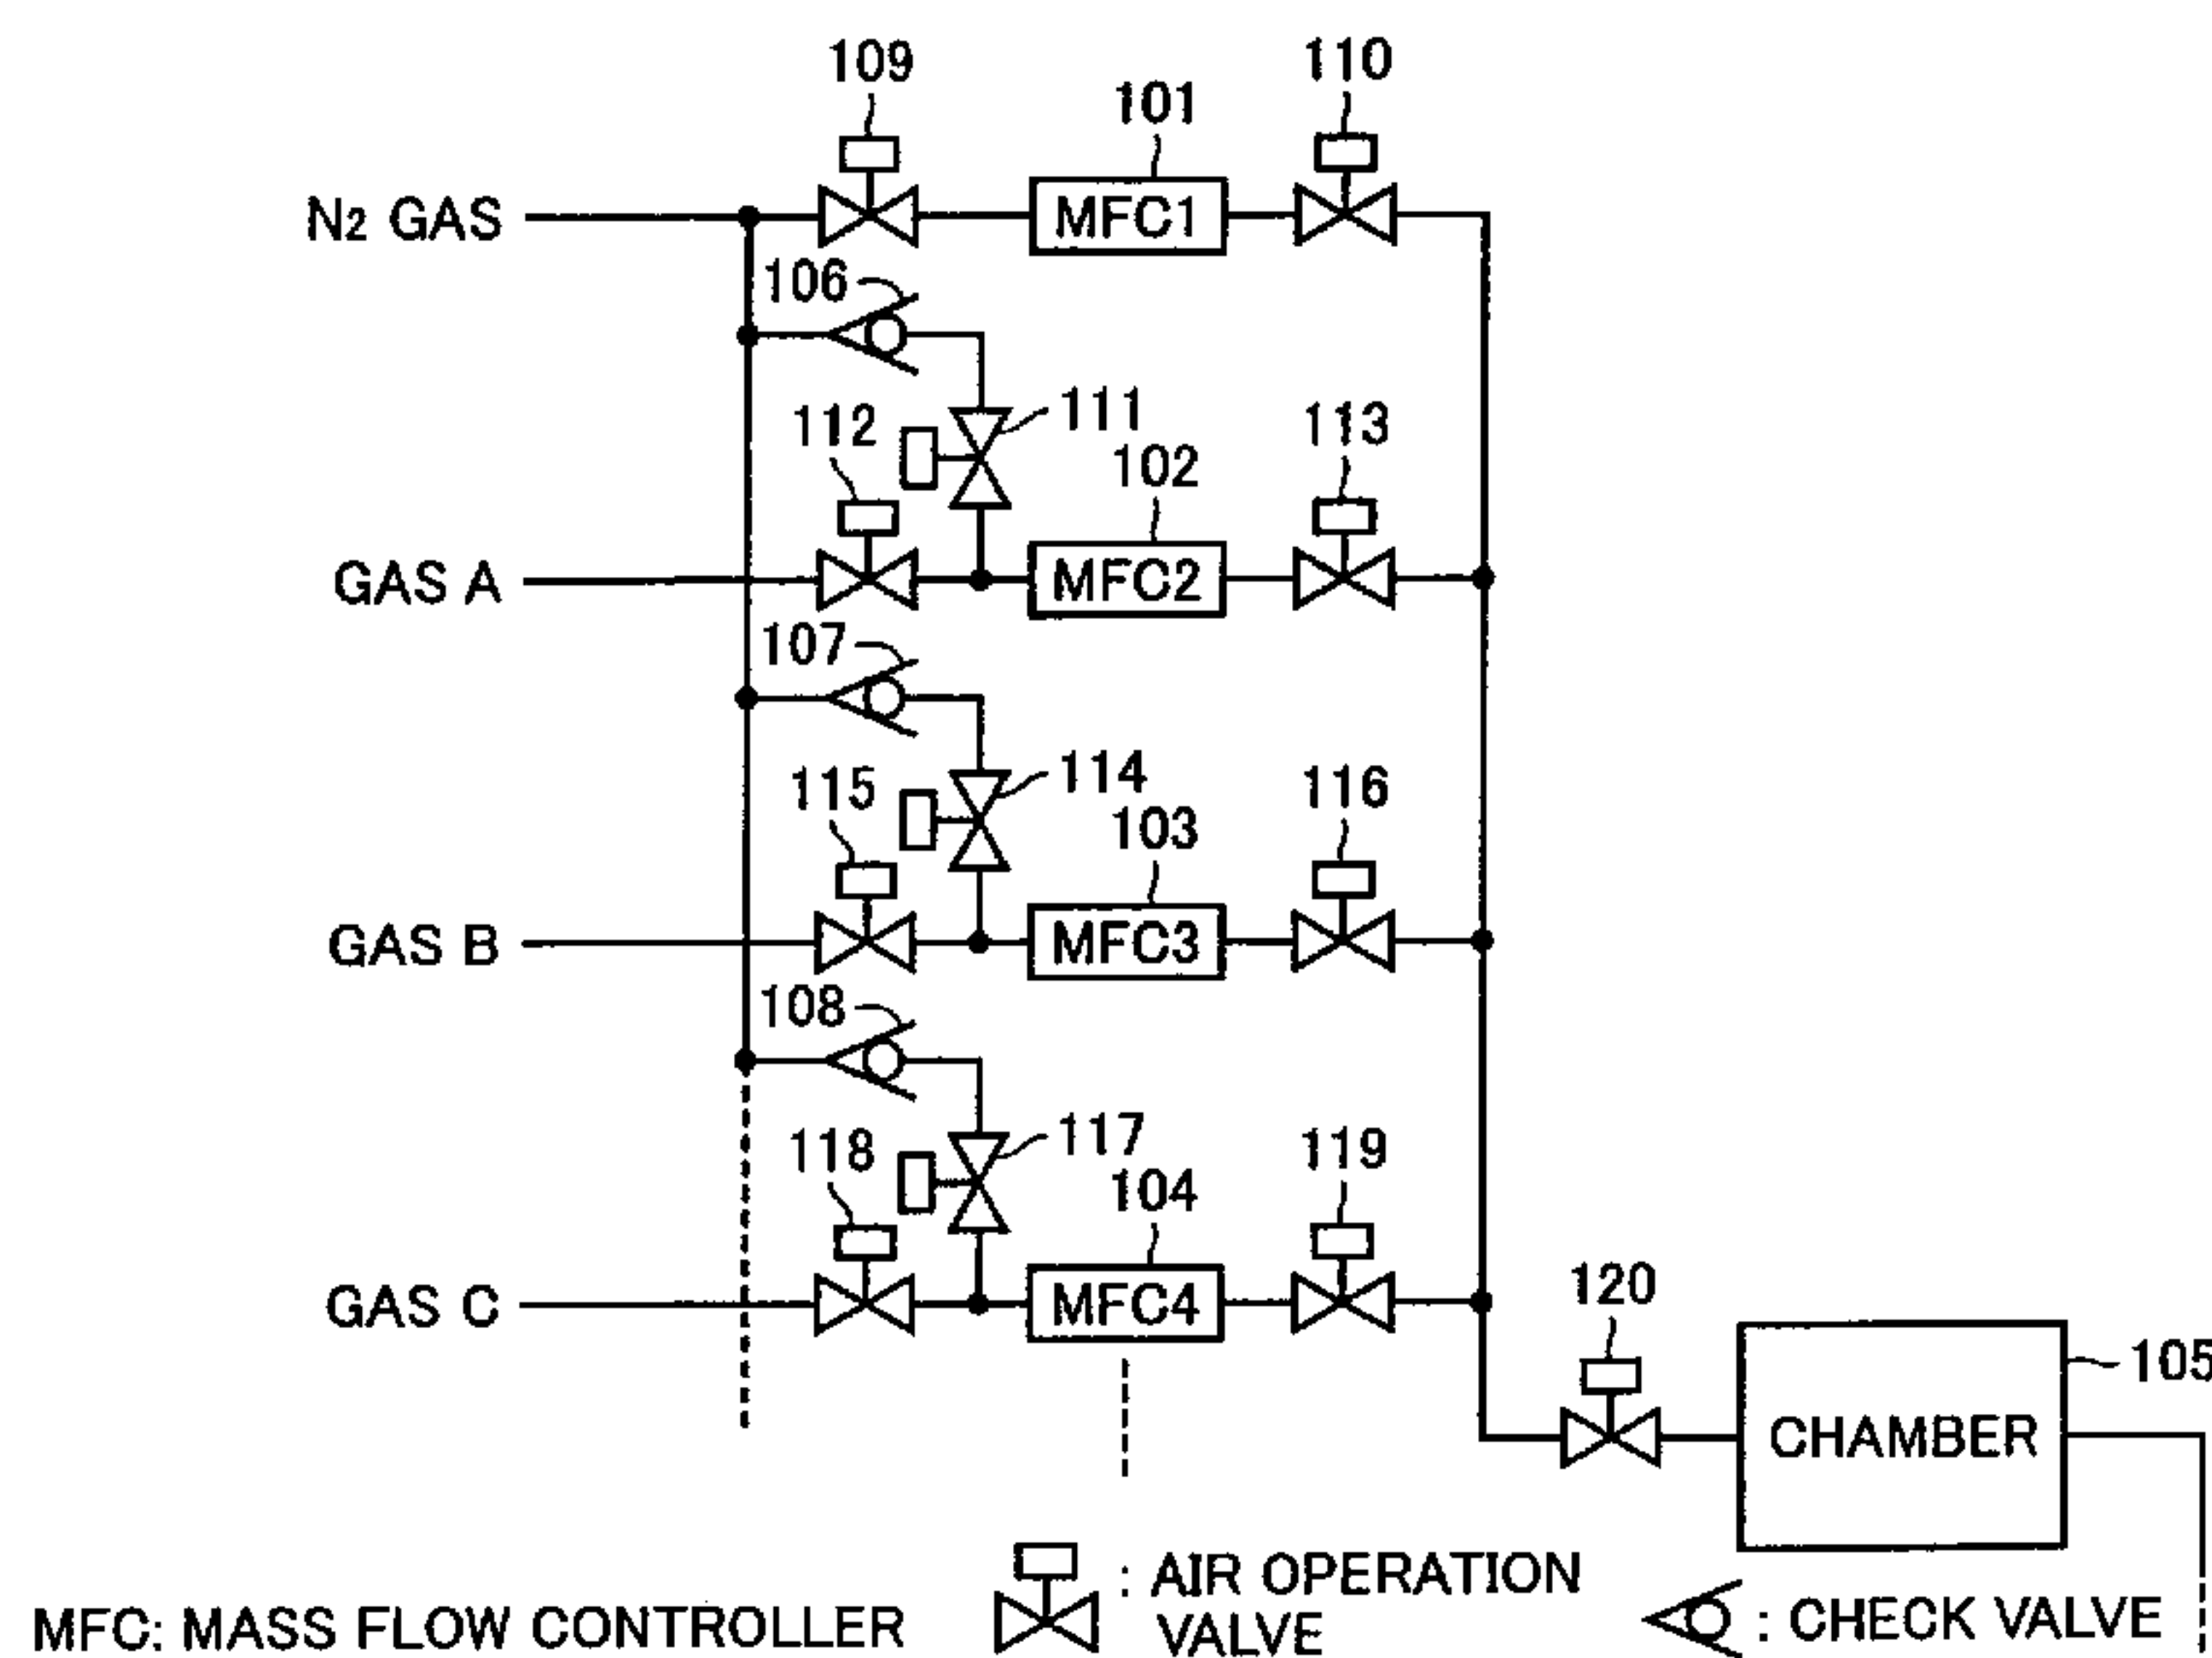 109
110
101
N2 GAS
MFC1
106
111
112
113
102
GAS A
MFC2
107
114
115
116
103
GAS B
MFC3
108
117
118
119
104
GAS C
MFC4
120
105
CHAMBER
MFC: MASS FLOW CONTROLLER
: AIR OPERATION
VALVE
: CHECK VALVE